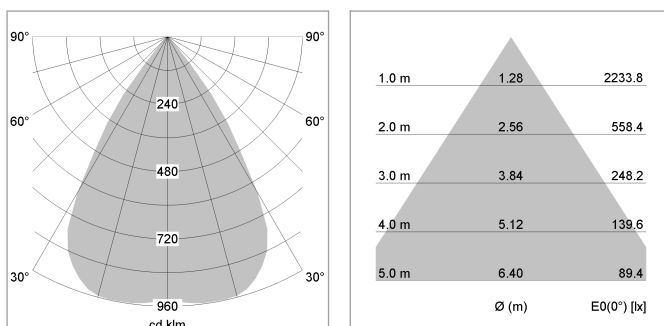 90° 90°
240
60° 60°
480
720
30° 30°
960
cd klm
1.0 m 1.28 2233.8
2.0 m 2.56 558.4
3.0 m 3.84 248.2
4.0 m 5.12 139.6
5.0 m 6.40 89.4
Ø (m) E0(0°) [lx]